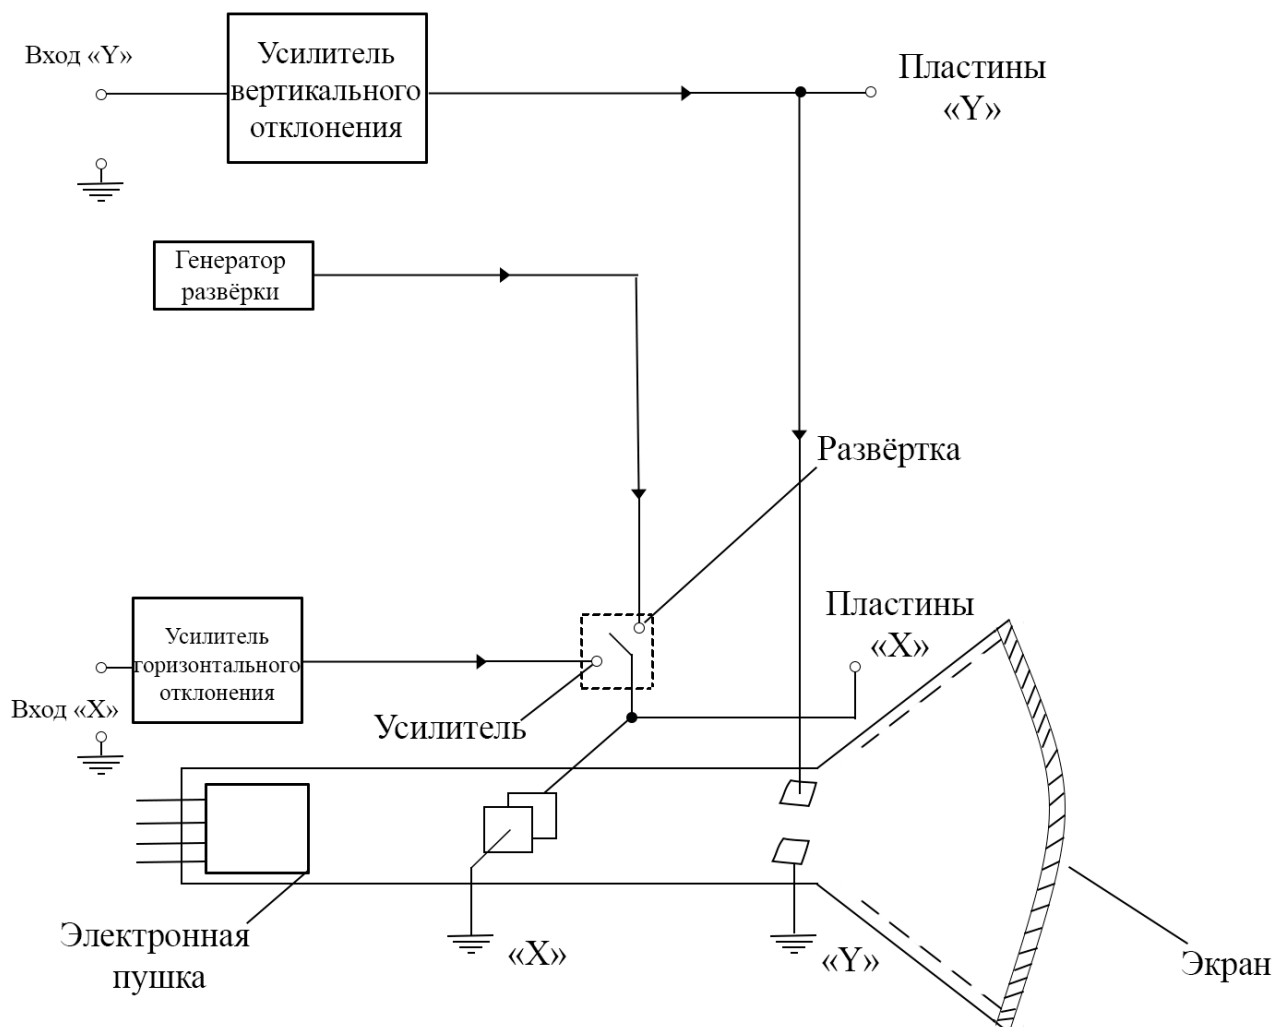 Вход «Y»
Усилитель
вертикального
отклонения
Пластины
«Y»
Генератор
развёрки
Развёртка
Пластины
«X»
Усилитель
горизонтального
отклонения
Вход «X»
Усилитель
Электронная
пушка
«X»
«Y»
Экран